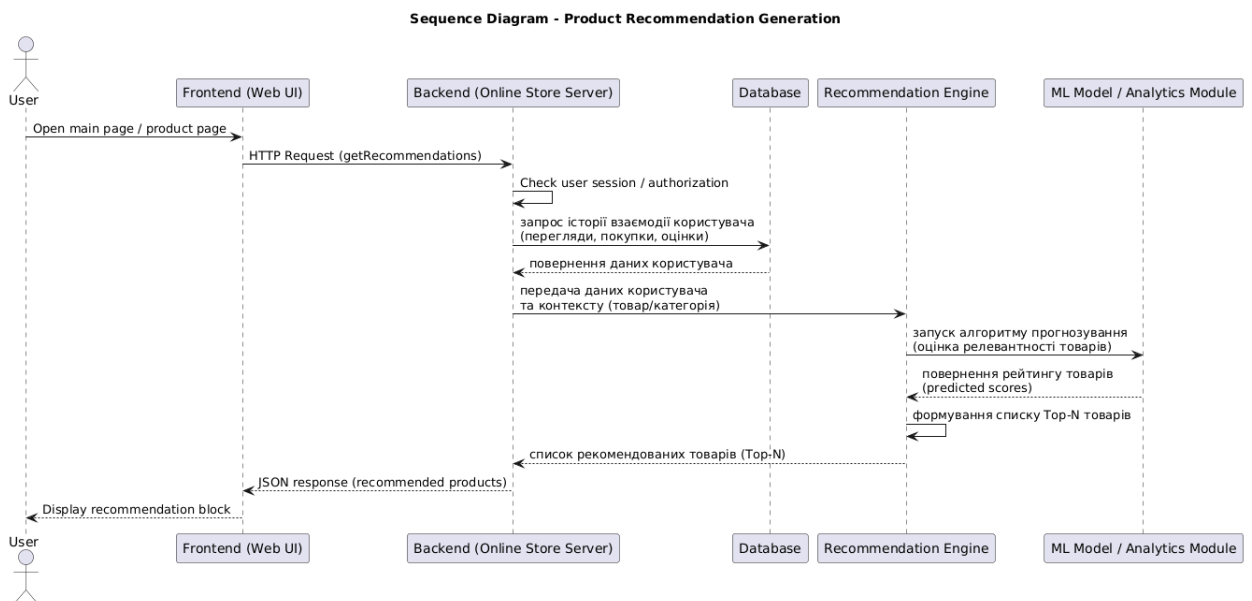 Sequence Diagram - Product Recommendation Generation
User
Frontend (Web UI)
Backend (Online Store Server)
Database
Recommendation Engine
ML Model / Analytics Module
Open main page / product page
HTTP Request (getRecommendations)
Check user session / authorization
запрос історії взаємодії користувача
(перегляди, покупки, оцінки)
повернення даних користувача
передача даних користувача
та контексту (товар/категорія)
запуск алгоритму прогнозування
(оцінка релевантності товарів)
повернення рейтингу товарів
(predicted scores)
формування списку Top-N товарів
список рекомендованих товарів (Top-N)
JSON response (recommended products)
Display recommendation block
User
Frontend (Web UI)
Backend (Online Store Server)
Database
Recommendation Engine
ML Model / Analytics Module